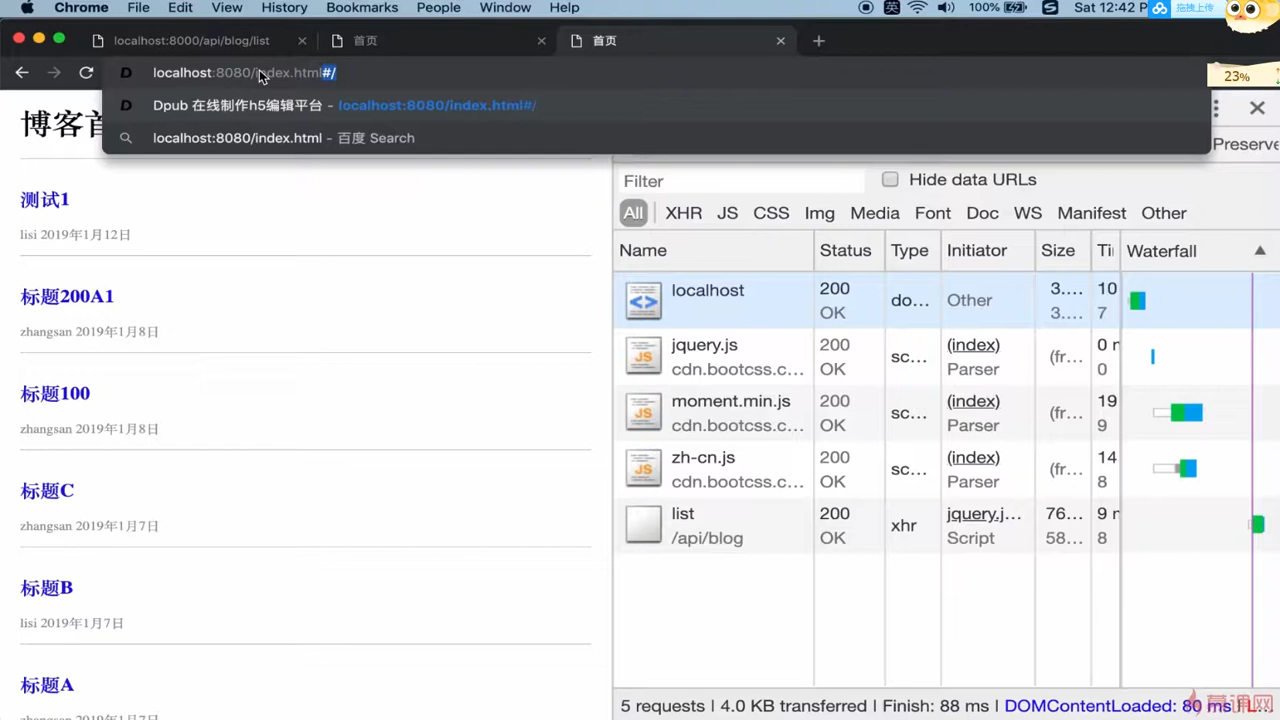 Chrome File Edit View History Bookmarks People Window Help 英 100% Sat 12:42 P 拖拽上传
localhost:8000/api/blog/list 首页 首页
localhost:8080/index.html#/
23%
Dpub 在线制作h5编辑平台 - localhost:8080/index.html#/
localhost:8080/index.html - 百度 Search
博客首
测试1
lisi 2019年1月12日
标题200A1
zhangsan 2019年1月8日
标题100
zhangsan 2019年1月8日
标题C
zhangsan 2019年1月7日
标题B
lisi 2019年1月7日
标题A
Preserve
Filter Hide data URLs
All XHR JS CSS Img Media Font Doc WS Manifest Other
Name Status Type Initiator Size Ti Waterfall
localhost 200 do... Other 3.... 10
OK 3.... 7
jquery.js 200 sc... (index) (fr... 0 m
cdn.bootcss.c... OK Parser 0
moment.min.js 200 sc... (index) (fr... 19
cdn.bootcss.c... OK Parser 9
zh-cn.js 200 sc... (index) (fr... 14
cdn.bootcss.c... OK Parser 8
list 200 xhr jquery.j... 76... 9 m
/api/blog OK Script 58... 8
5 requests | 4.0 KB transferred | Finish: 88 ms | DOMContentLoaded: 80 ms
慕课网